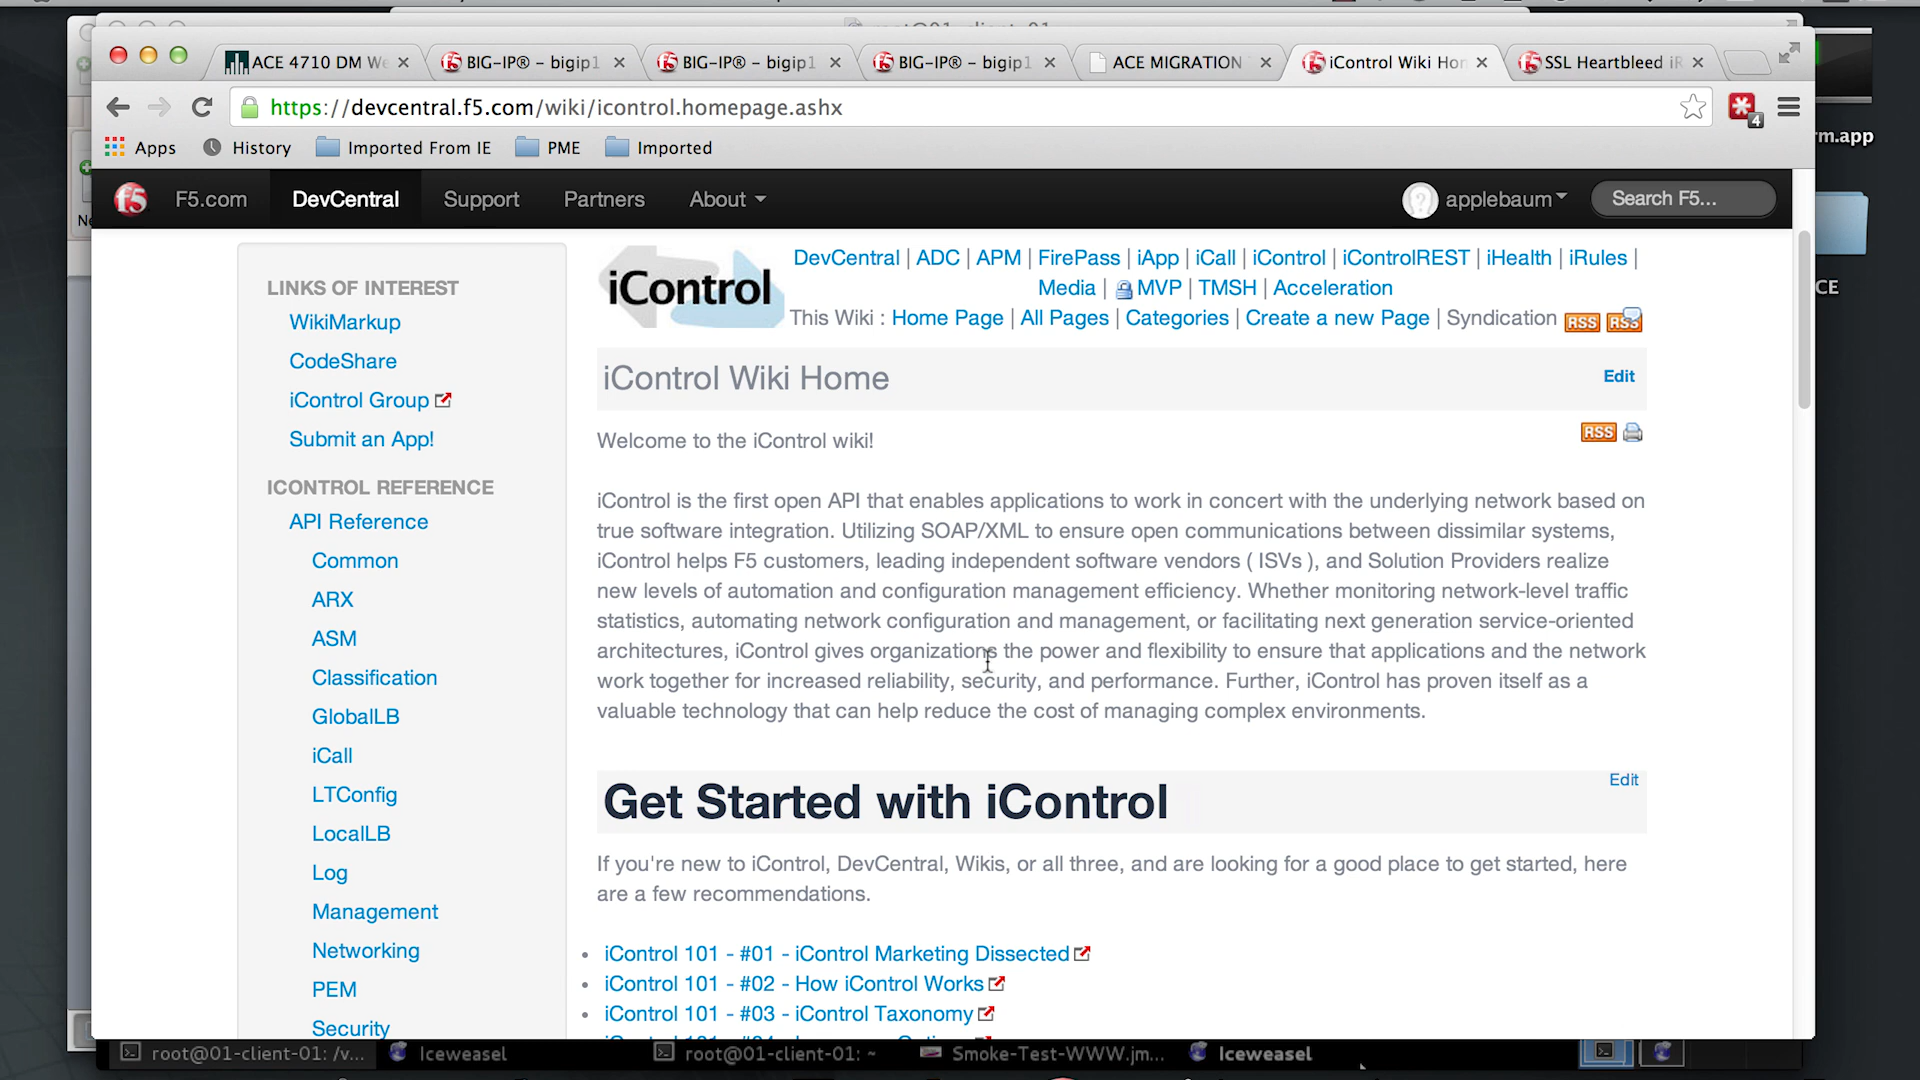 ACE 4710 DM We
BIG-IP® – bigip1
BIG-IP® – bigip1
BIG-IP® – bigip1
ACE MIGRATION
iControl Wiki Hon
SSL Heartbleed iR
https://devcentral.f5.com/wiki/icontrol.homepage.ashx
4
Apps History Imported From IE PME Imported
rm.app
f5 F5.com DevCentral Support Partners About applebaum Search F5...
CE
LINKS OF INTEREST
WikiMarkup
CodeShare
iControl Group
Submit an App!
ICONTROL REFERENCE
API Reference
Common
ARX
ASM
Classification
GlobalLB
iCall
LTConfig
LocalLB
Log
Management
Networking
PEM
Security
iControl
DevCentral | ADC | APM | FirePass | iApp | iCall | iControl | iControlREST | iHealth | iRules |
Media | MVP | TMSH | Acceleration
This Wiki : Home Page | All Pages | Categories | Create a new Page | Syndication RSS RSS
iControl Wiki Home Edit
Welcome to the iControl wiki! RSS
iControl is the first open API that enables applications to work in concert with the underlying network based on
true software integration. Utilizing SOAP/XML to ensure open communications between dissimilar systems,
iControl helps F5 customers, leading independent software vendors ( ISVs ), and Solution Providers realize
new levels of automation and configuration management efficiency. Whether monitoring network-level traffic
statistics, automating network configuration and management, or facilitating next generation service-oriented
architectures, iControl gives organizations the power and flexibility to ensure that applications and the network
work together for increased reliability, security, and performance. Further, iControl has proven itself as a
valuable technology that can help reduce the cost of managing complex environments.
Get Started with iControl Edit
If you're new to iControl, DevCentral, Wikis, or all three, and are looking for a good place to get started, here
are a few recommendations.
• iControl 101 - #01 - iControl Marketing Dissected
• iControl 101 - #02 - How iControl Works
• iControl 101 - #03 - iControl Taxonomy
root@01-client-01: /v... Iceweasel root@01-client-01: ~ Smoke-Test-WWW.jm... Iceweasel